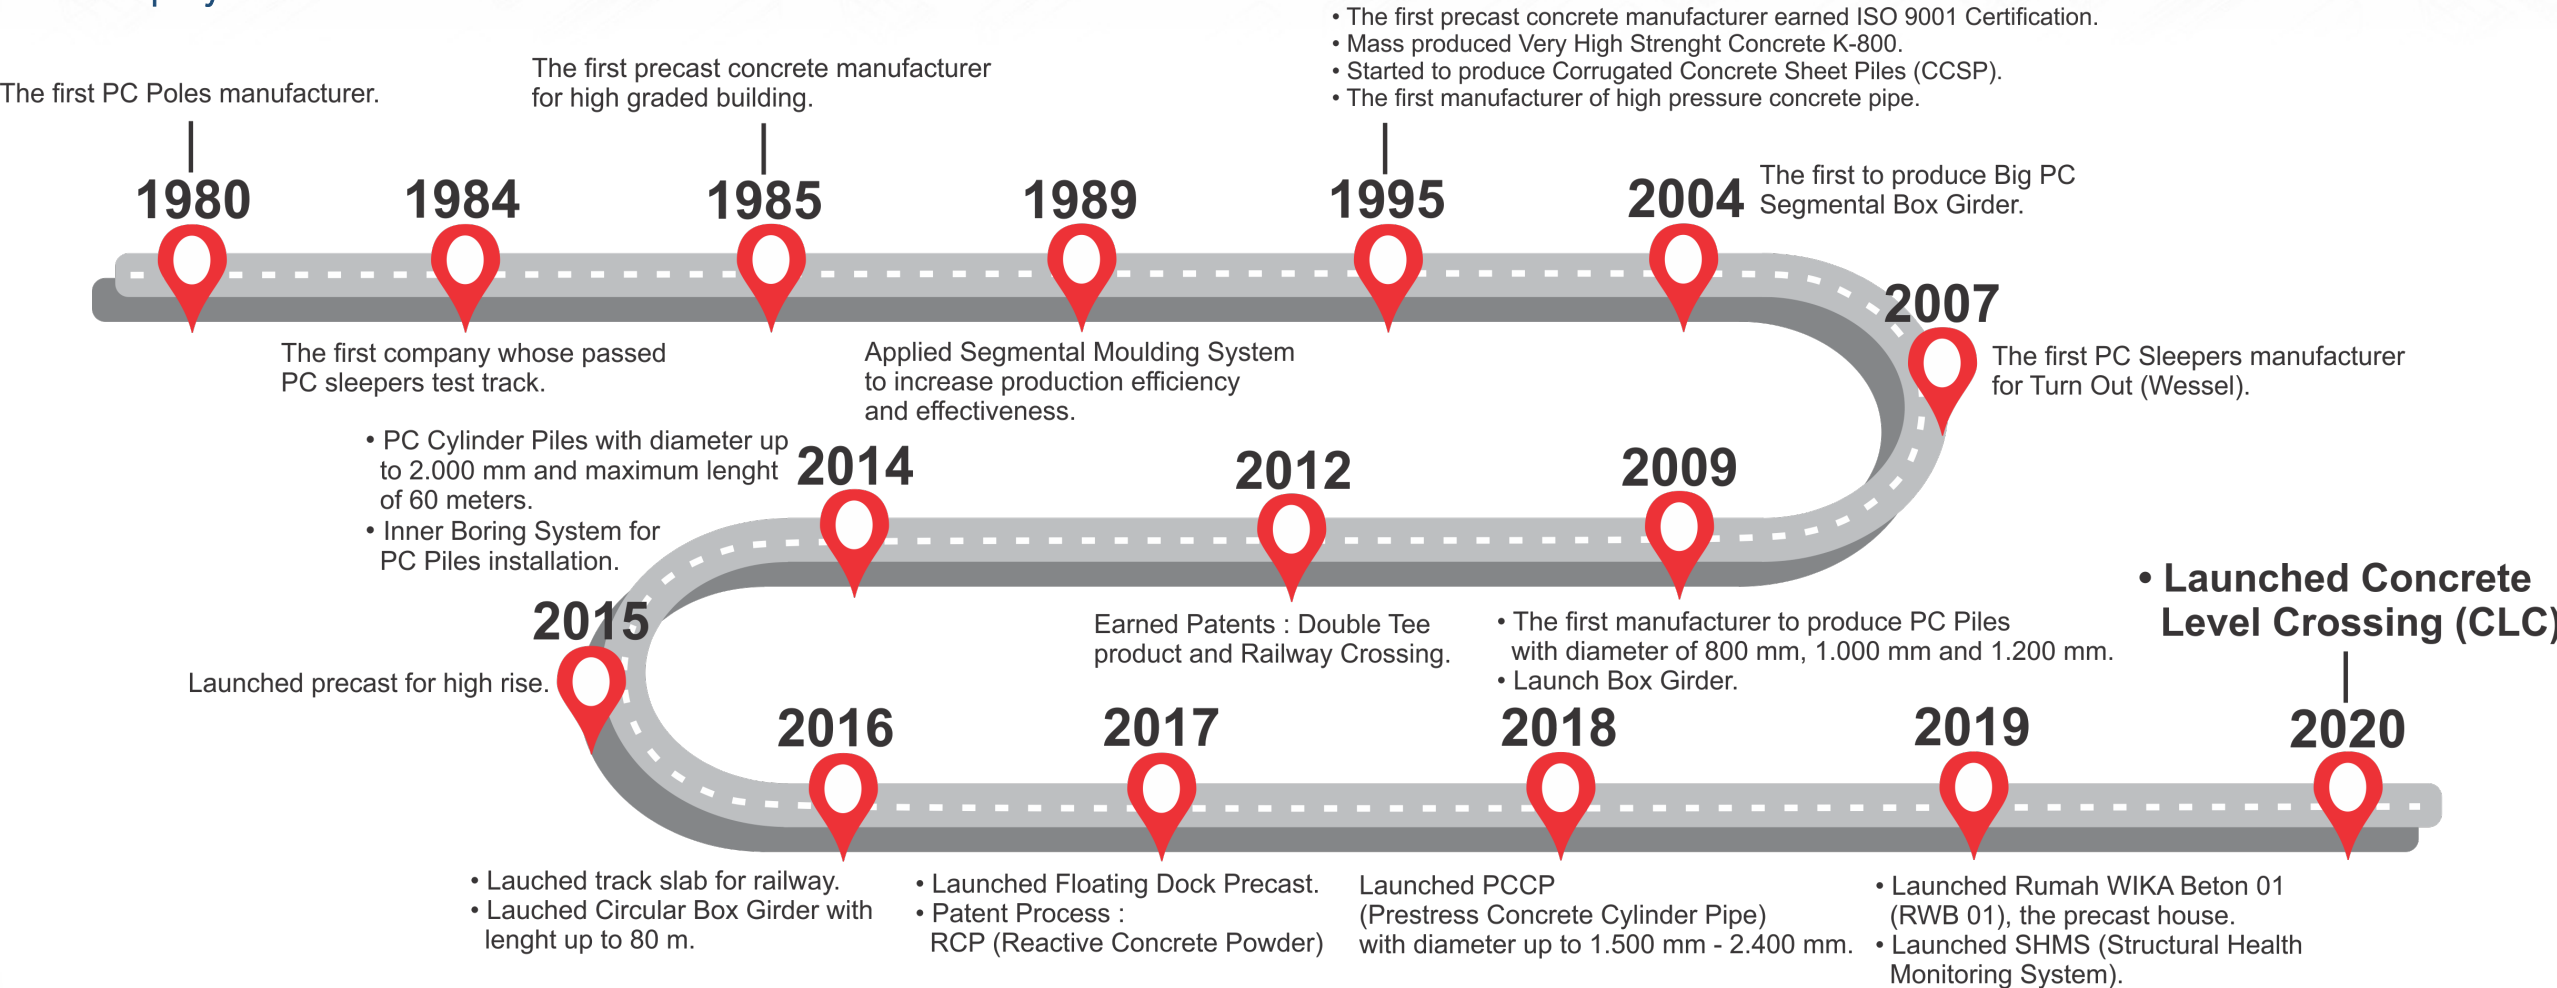 The first PC Poles manufacturer.
1980
1984
The first company whose passed
PC sleepers test track.
The first precast concrete manufacturer
for high graded building.
1985
1989
Applied Segmental Moulding System
to increase production efficiency
and effectiveness.
• The first precast concrete manufacturer earned ISO 9001 Certification.
• Mass produced Very High Strenght Concrete K-800.
• Started to produce Corrugated Concrete Sheet Piles (CCSP).
• The first manufacturer of high pressure concrete pipe.
1995
2004
The first to produce Big PC
Segmental Box Girder.
2007
The first PC Sleepers manufacturer
for Turn Out (Wessel).
2009
• The first manufacturer to produce PC Piles
with diameter of 800 mm, 1.000 mm and 1.200 mm.
• Launch Box Girder.
2012
Earned Patents : Double Tee
product and Railway Crossing.
2014
• PC Cylinder Piles with diameter up
to 2.000 mm and maximum lenght
of 60 meters.
• Inner Boring System for
PC Piles installation.
2015
Launched precast for high rise.
2016
• Lauched track slab for railway.
• Lauched Circular Box Girder with
lenght up to 80 m.
2017
• Launched Floating Dock Precast.
• Patent Process :
RCP (Reactive Concrete Powder)
2018
Launched PCCP
(Prestress Concrete Cylinder Pipe)
with diameter up to 1.500 mm - 2.400 mm.
2019
• Launched Rumah WIKA Beton 01
(RWB 01), the precast house.
• Launched SHMS (Structural Health
Monitoring System).
• Launched Concrete
Level Crossing (CLC)
2020